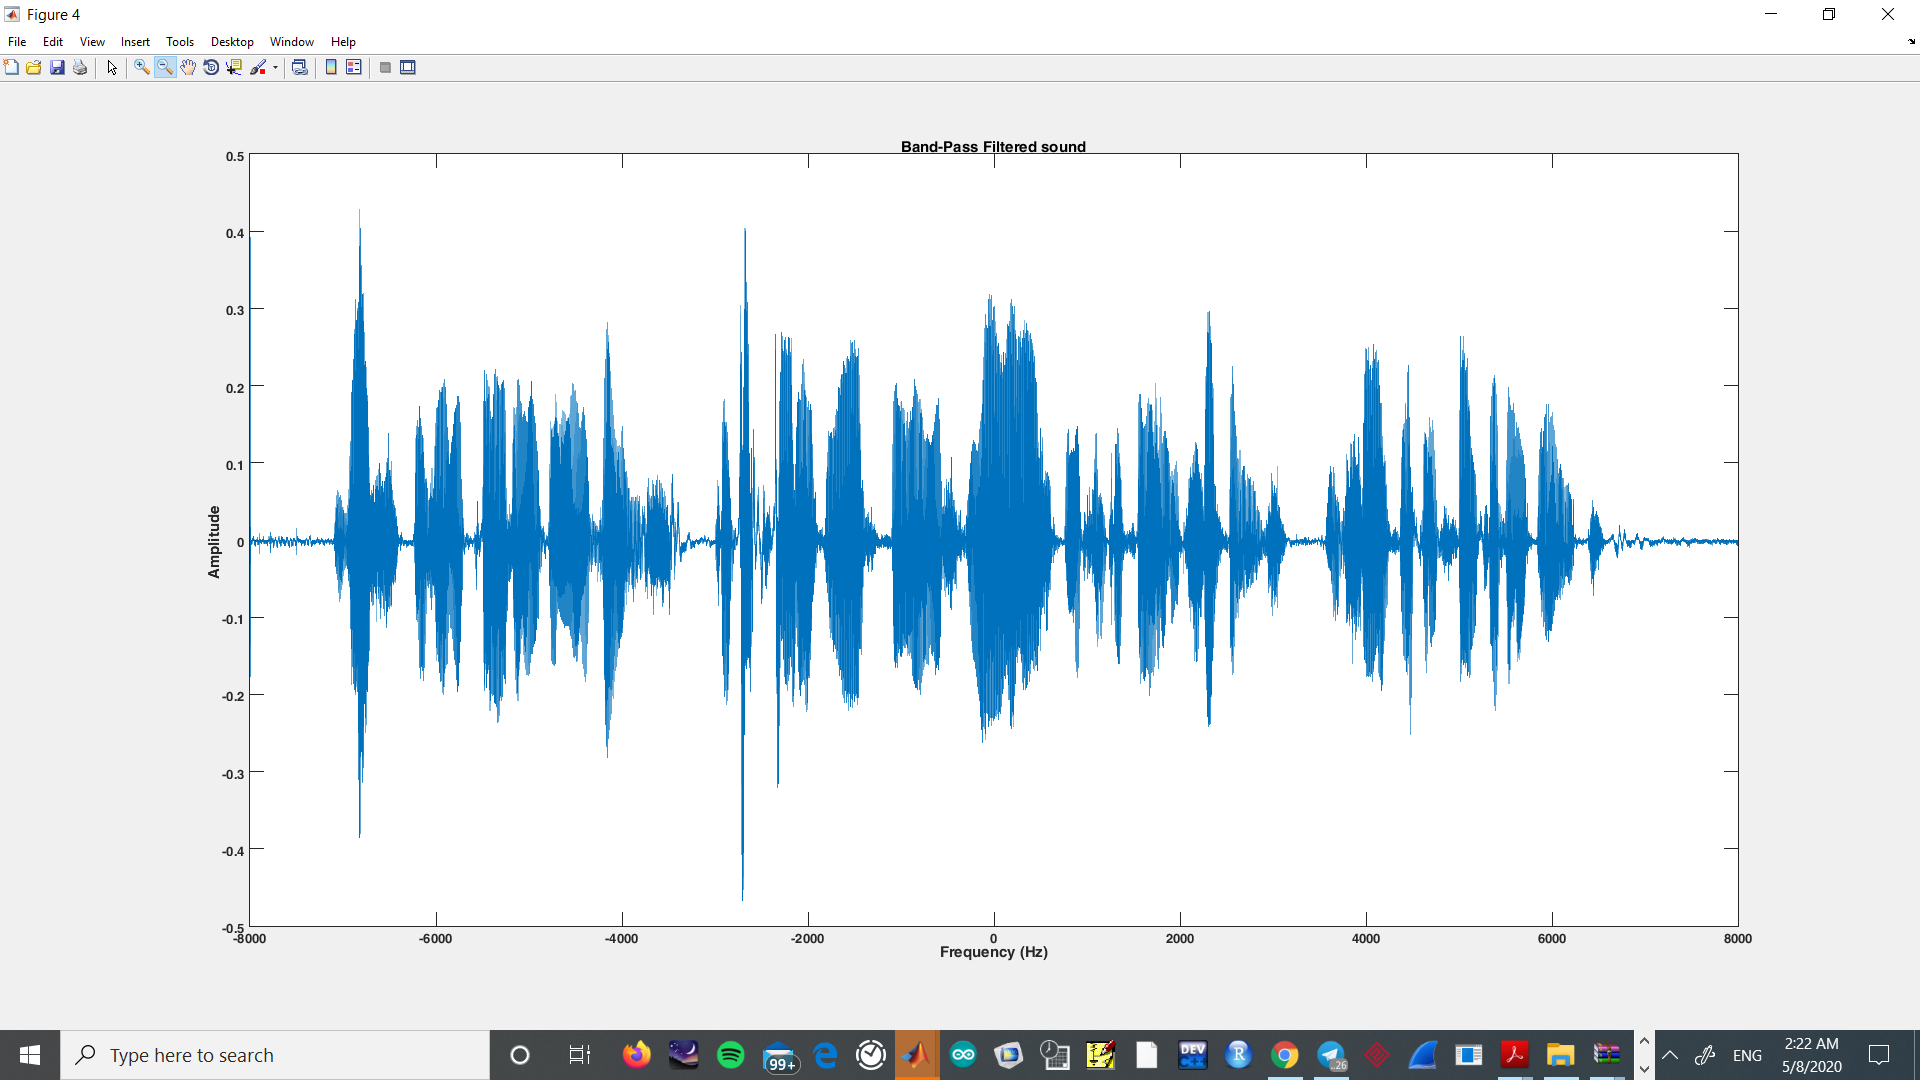 Figure 4
File Edit View Insert Tools Desktop Window Help
Band-Pass Filtered sound
0.5
0.4
0.3
0.2
0.1
0
-0.1
-0.2
-0.3
-0.4
-0.5
Amplitude
-8000 -6000 -4000 -2000 0 2000 4000 6000 8000
Frequency (Hz)
Type here to search
99+
DEV
C++
R
..26
ENG
2:22 AM
5/8/2020